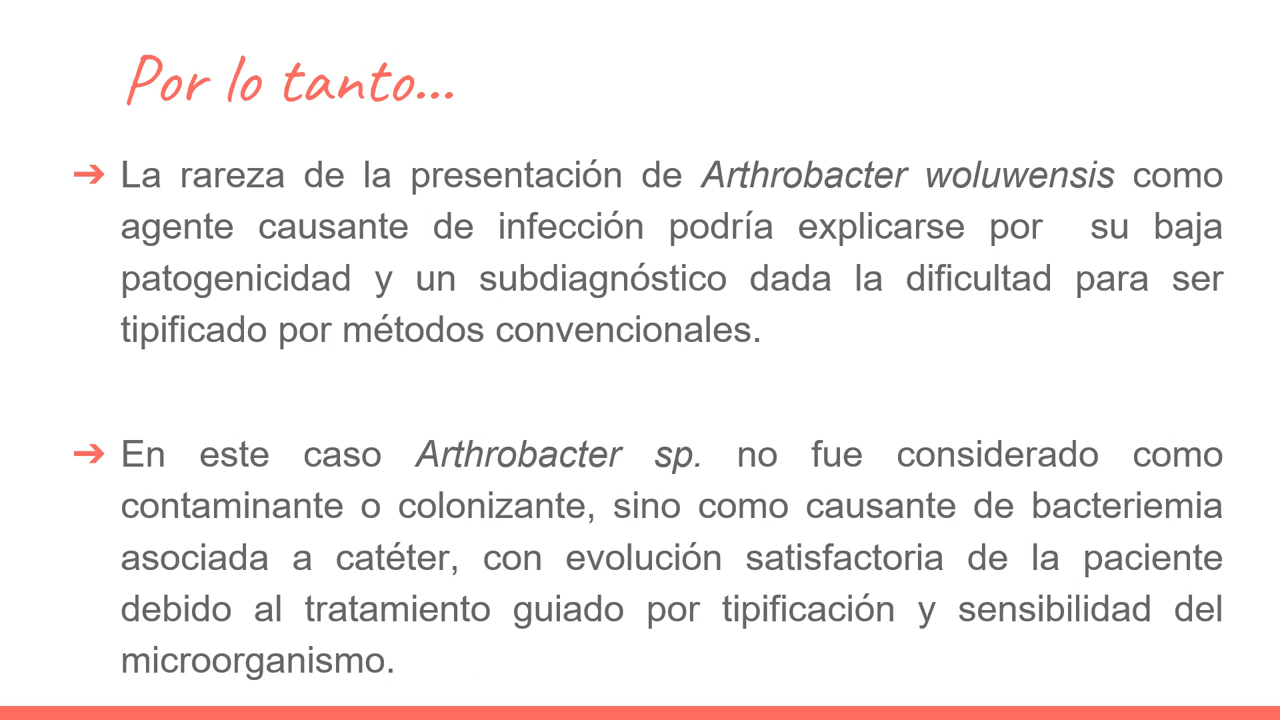 Por lo tanto...
➔ La rareza de la presentación de Arthrobacter woluwensis como
agente causante de infección podría explicarse por su baja
patogenicidad y un subdiagnóstico dada la dificultad para ser
tipificado por métodos convencionales.
➔ En este caso Arthrobacter sp. no fue considerado como
contaminante o colonizante, sino como causante de bacteriemia
asociada a catéter, con evolución satisfactoria de la paciente
debido al tratamiento guiado por tipificación y sensibilidad del
microorganismo.